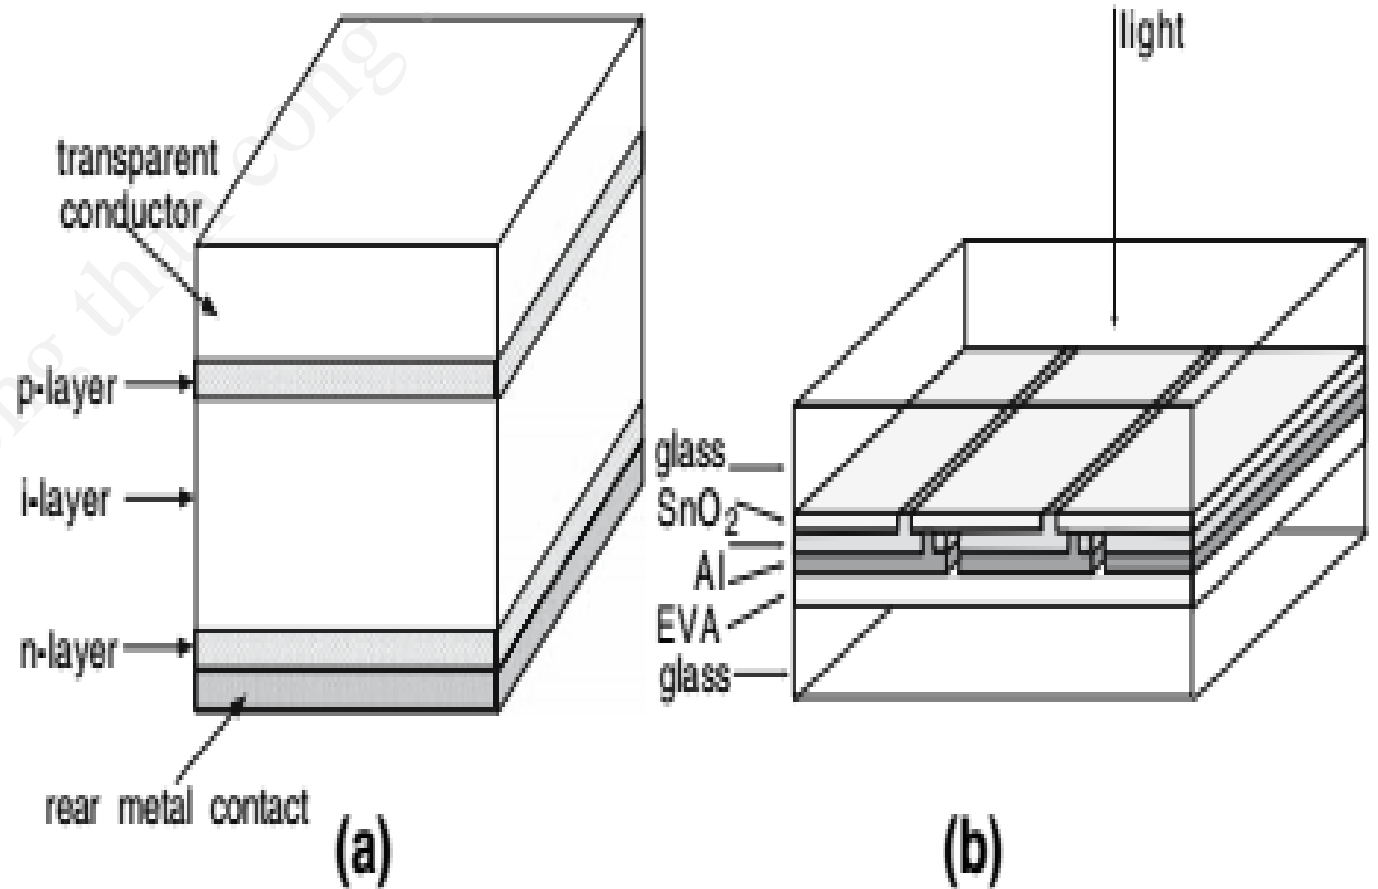 transparent
conductor
p-layer
i-layer
n-layer
rear metal contact
(a)
light
glass
SnO2
Al
EVA
glass
(b)